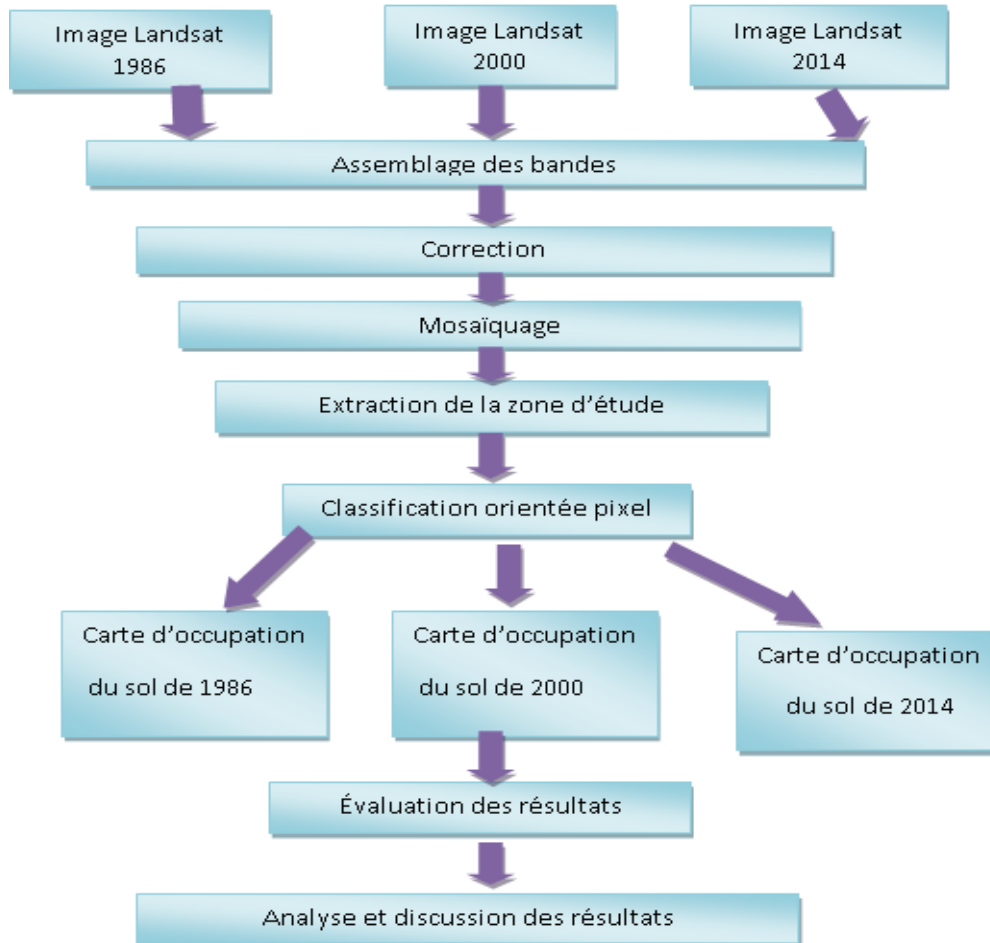 Image Landsat
1986
Image Landsat
2000
Image Landsat
2014
Assemblage des bandes
Correction
Mosaïquage
Extraction de la zone d'étude
Classification orientée pixel
Carte d'occupation
du sol de 1986
Carte d'occupation
du sol de 2000
Carte d'occupation
du sol de 2014
Évaluation des résultats
Analyse et discussion des résultats